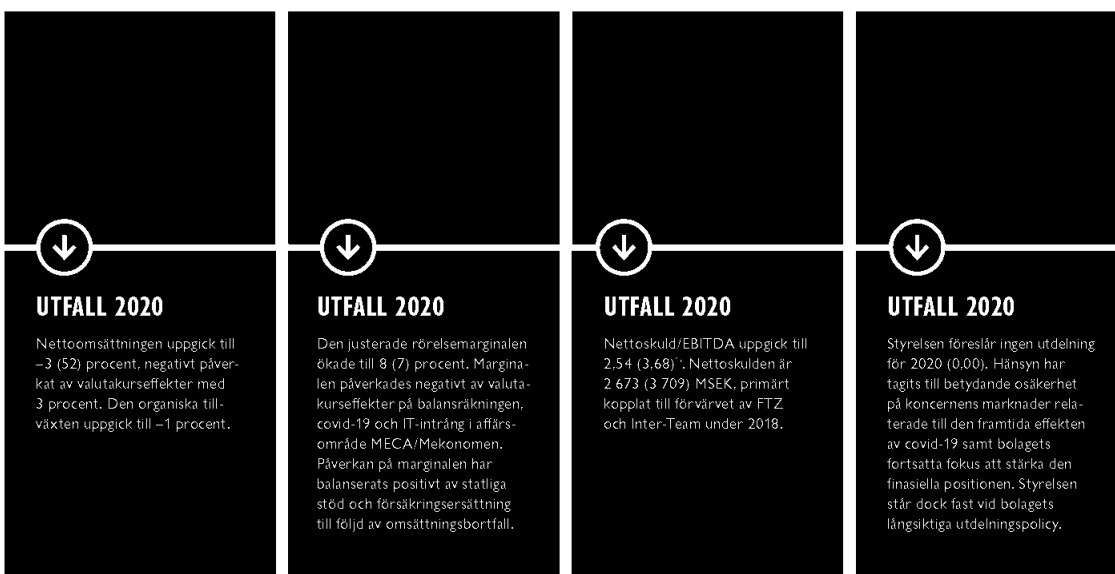 UTFALL 2020
Nettoomsättningen uppgick till
–3 (52) procent, negativt påver-
kat av valutakurseffekter med
3 procent. Den organiska till-
växten uppgick till –1 procent.
UTFALL 2020
Den justerade rörelsemarginalen
ökade till 8 (7) procent. Margina-
len påverkades negativt av valuta-
kurseffekter på balansräkningen,
covid-19 och IT-intrång i affärs-
område MECA/Mekonomen.
Påverkan på marginalen har
balanserats positivt av statliga
stöd och försäkringsersättning
till följd av omsättningsbortfall.
UTFALL 2020
Nettoskuld/EBITDA uppgick till
2,54 (3,68)*. Nettoskulden är
2 673 (3 709) MSEK, primärt
kopplat till förvärvet av FTZ
och Inter-Team under 2018.
UTFALL 2020
Styrelsen föreslår ingen utdelning
för 2020 (0,00). Hänsyn har
tagits till betydande osäkerhet
på koncernens marknader rela-
terade till den framtida effekten
av covid-19 samt bolagets
fortsatta fokus att stärka den
finasiella positionen. Styrelsen
står dock fast vid bolagets
långsiktiga utdelningspolicy.